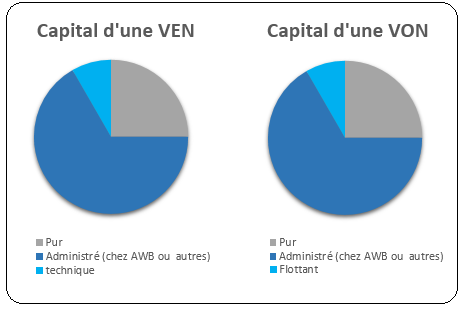 Capital d'une VEN
Capital d'une VON
Pur
Administré (chez AWB ou autres)
technique
Pur
Administré (chez AWB ou autres)
Flottant